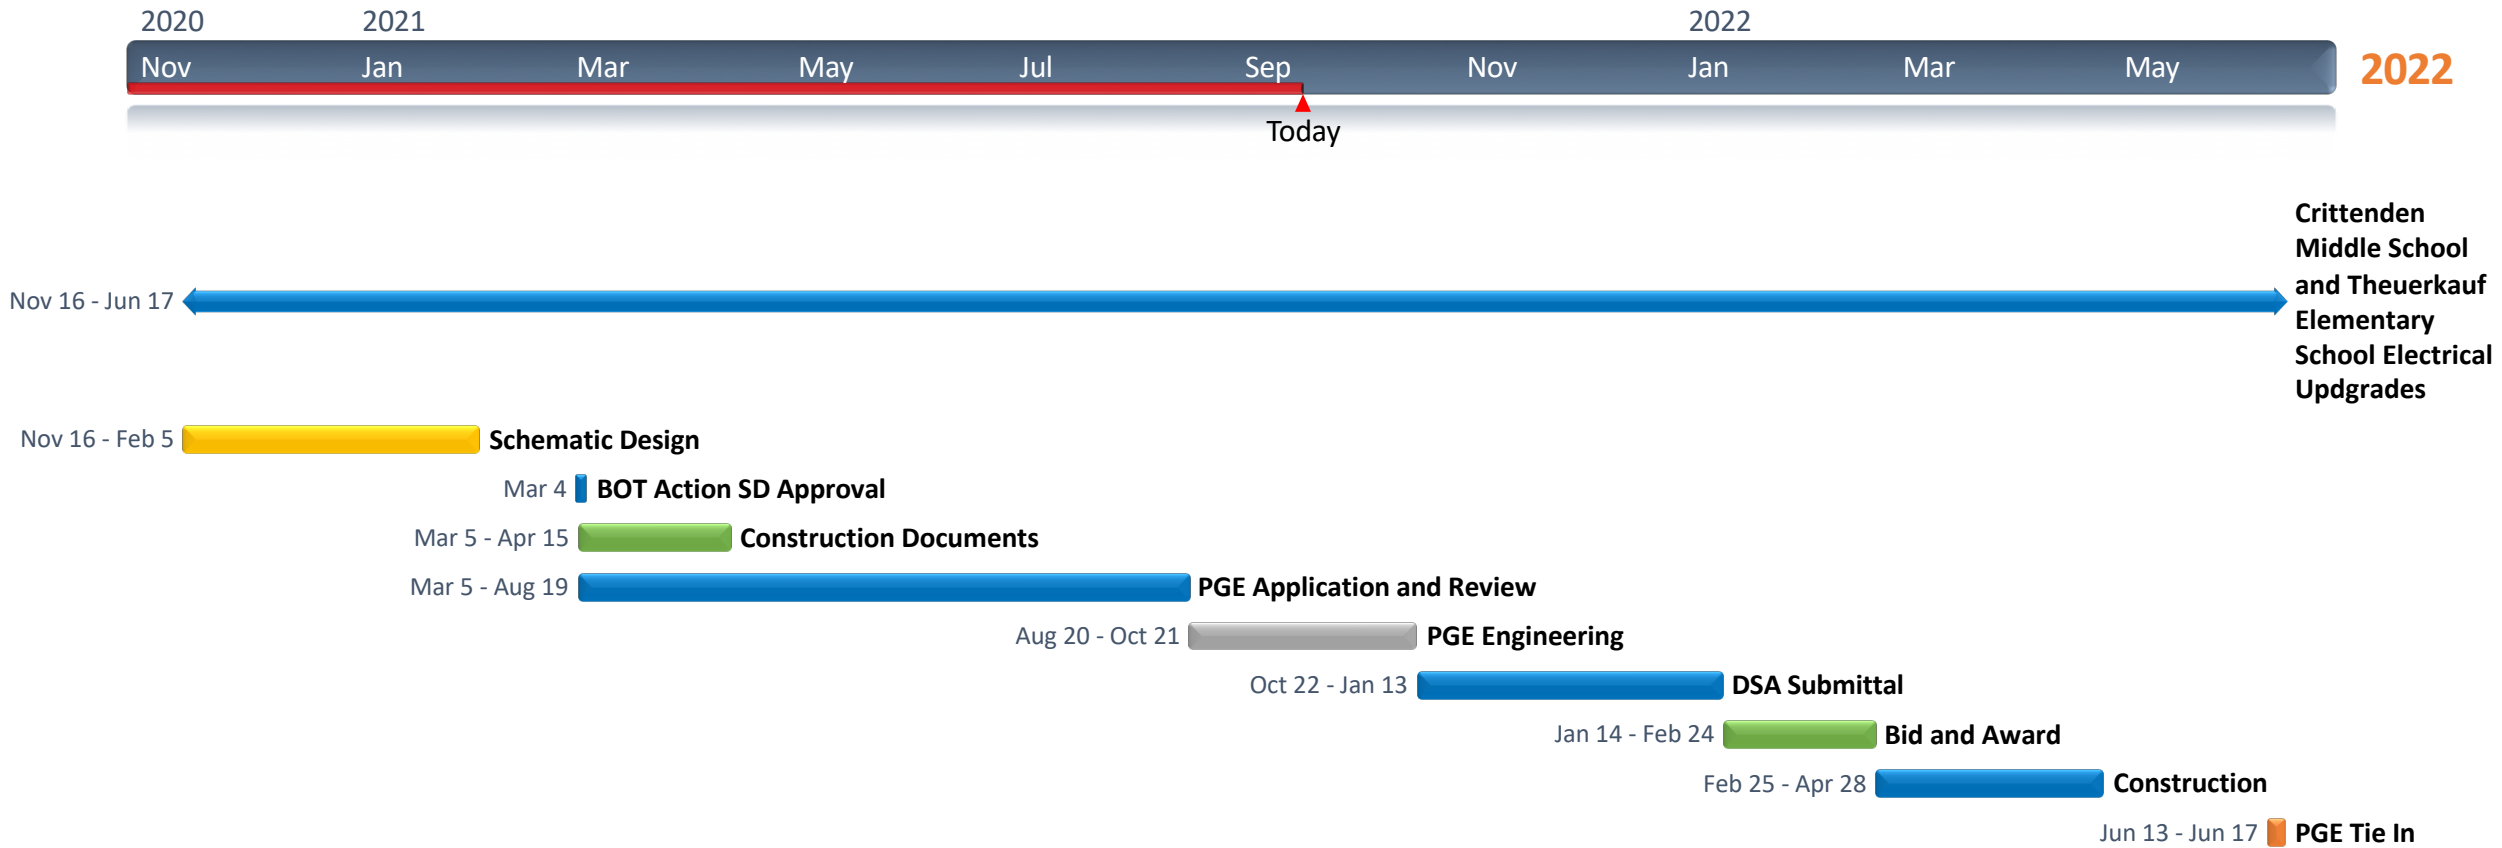 2020 2021 2022
Nov Jan Mar May Jul Sep Nov Jan Mar May 2022
Today
Crittenden
Middle School
and Theuerkauf
Elementary
School Electrical
Updgrades
Nov 16 - Jun 17
Nov 16 - Feb 5 Schematic Design
Mar 4 BOT Action SD Approval
Mar 5 - Apr 15 Construction Documents
Mar 5 - Aug 19 PGE Application and Review
Aug 20 - Oct 21 PGE Engineering
Oct 22 - Jan 13 DSA Submittal
Jan 14 - Feb 24 Bid and Award
Feb 25 - Apr 28 Construction
Jun 13 - Jun 17 PGE Tie In